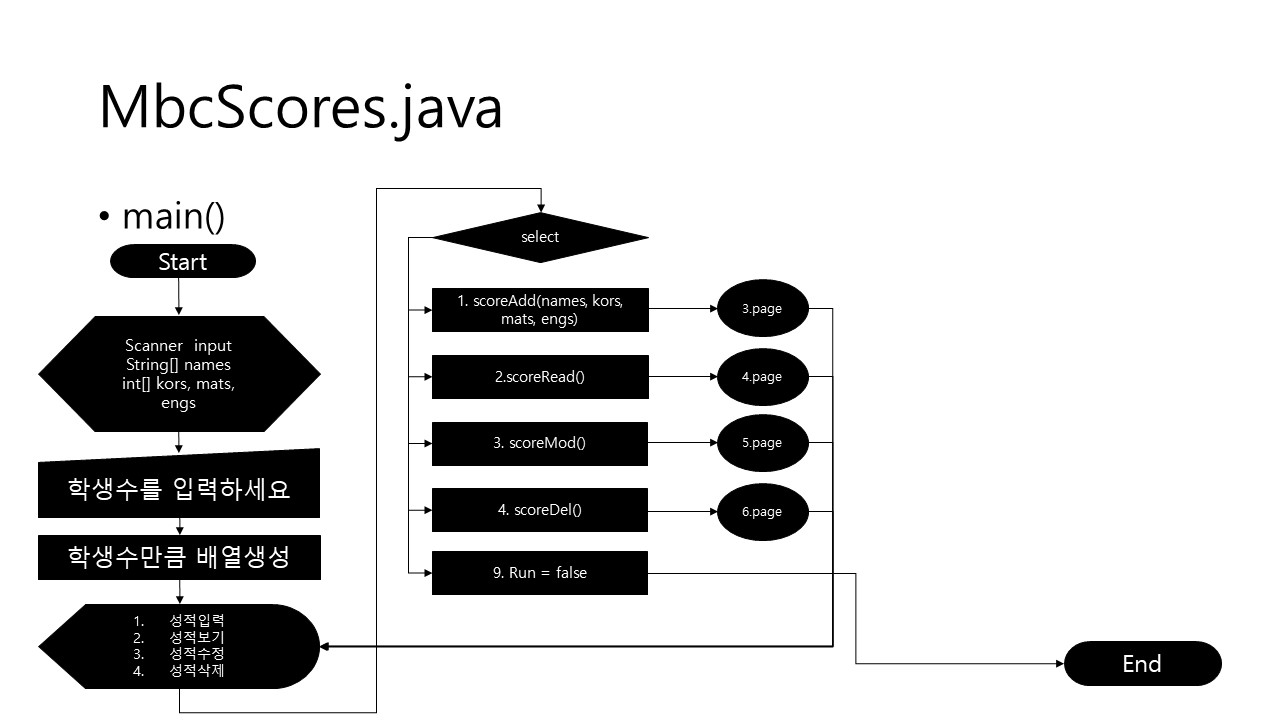 MbcScores.java
• main()
Start
Scanner input
String[] names
int[] kors, mats,
engs
학생수를 입력하세요
학생수만큼 배열생성
1. 성적입력
2. 성적보기
3. 성적수정
4. 성적삭제
select
1. scoreAdd(names, kors,
mats, engs)
3.page
2.scoreRead()
4.page
3. scoreMod()
5.page
4. scoreDel()
6.page
9. Run = false
End